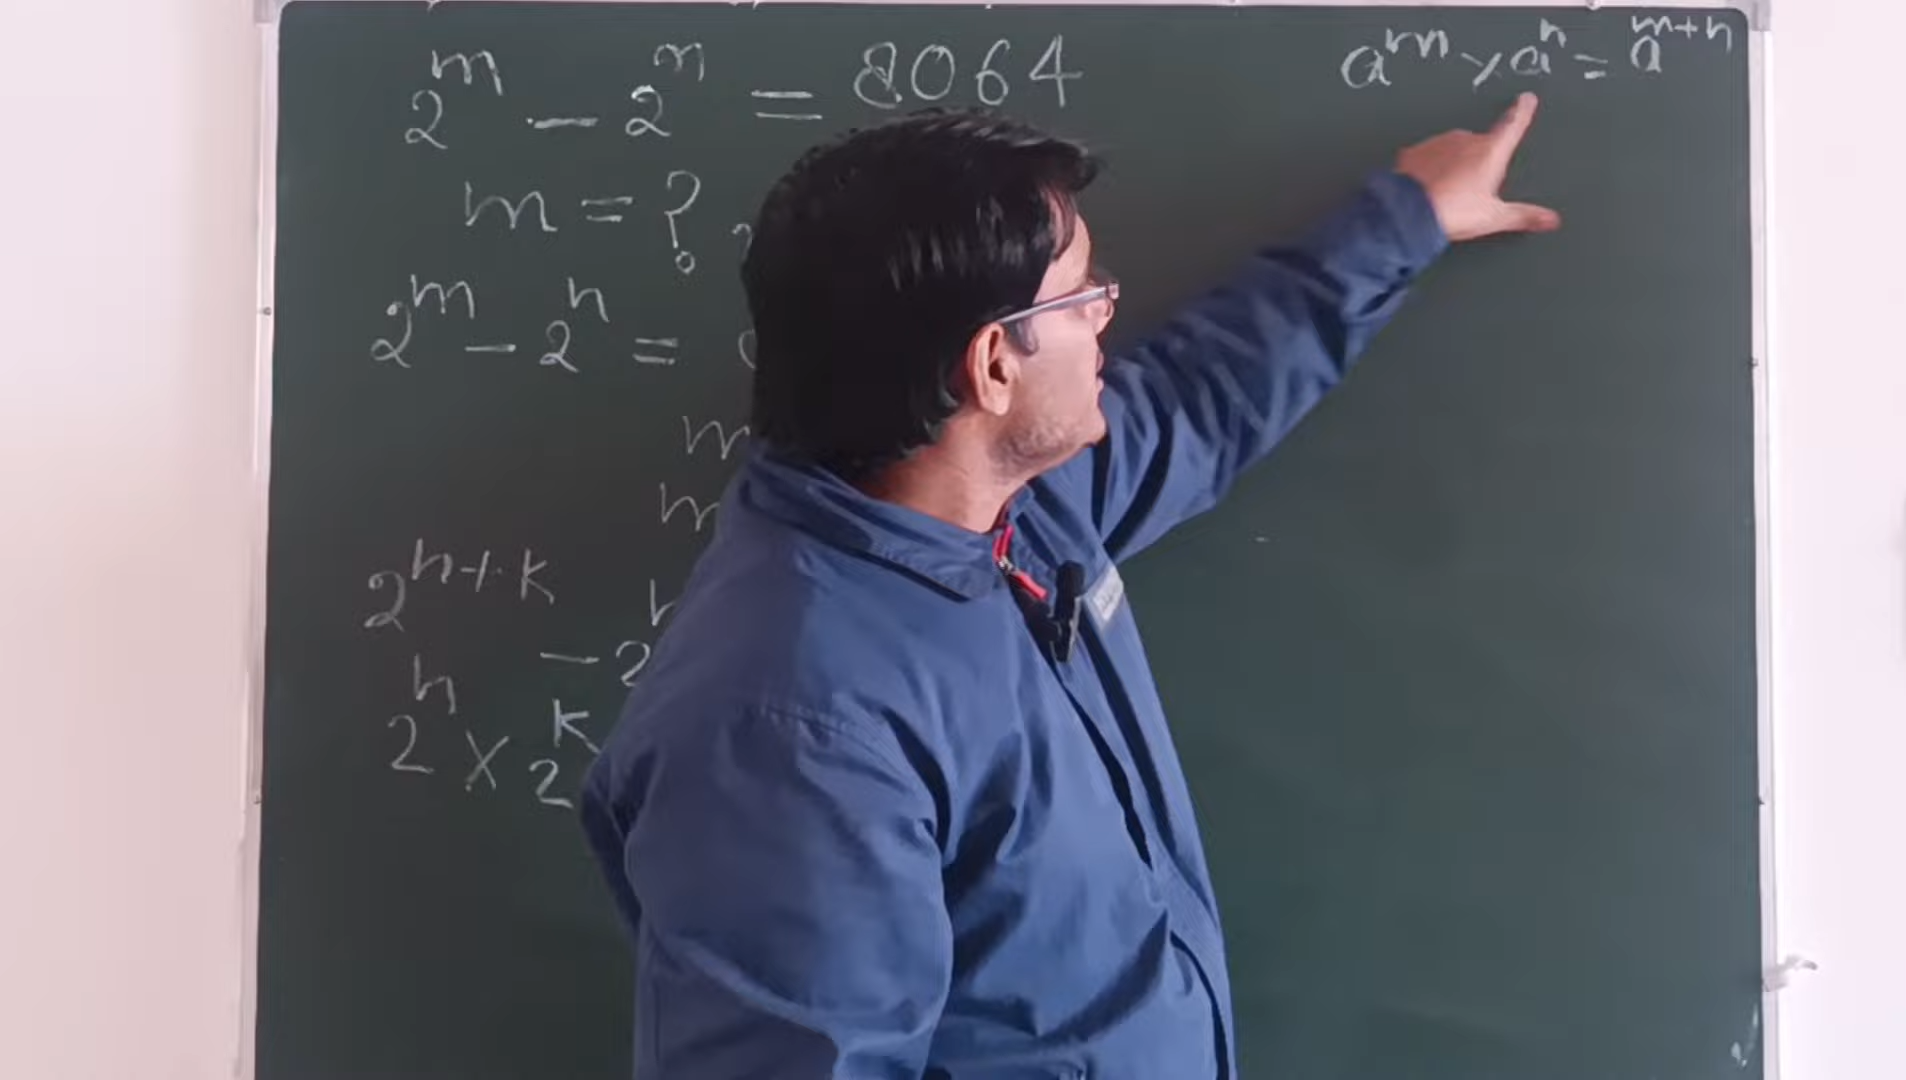 2^m - 2^n = 8064
a^m × a^n = a^{m+n}
m = ?
2^m - 2^n =
m
m
2^{n+k} - 2^n
2^n × 2^k